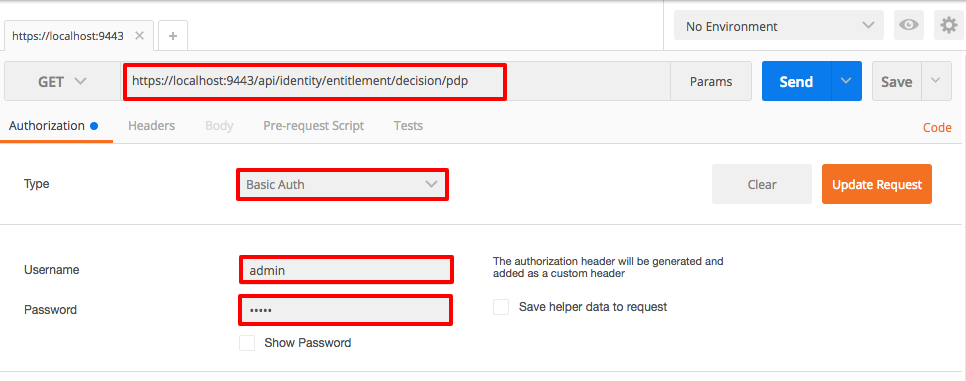 https://localhost:9443
No Environment
GET
https://localhost:9443/api/identity/entitlement/decision/pdp
Params
Send
Save
Authorization
Headers
Body
Pre-request Script
Tests
Code
Type
Basic Auth
Clear
Update Request
Username
admin
The authorization header will be generated and
added as a custom header
Password
•••••
Save helper data to request
Show Password